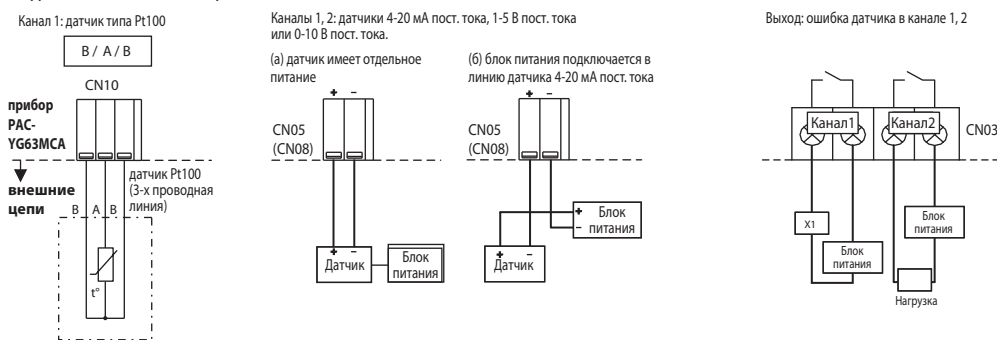 Канал 1: датчик типа Pt100
B / A / B
CN10
прибор
PAC-
YG63MCA
внешние
цепи
датчик Pt100
(3-х проводная
линия)
B A B
t°
Каналы 1, 2: датчики 4-20 мА пост. тока, 1-5 В пост. тока
или 0-10 В пост. тока.
(а) датчик имеет отдельное
питание
+ –
CN05
(CN08)
+ –
Датчик
Блок
питания
(б) блок питания подключается в
линию датчика 4-20 мА пост. тока
+ –
CN05
(CN08)
+ Блок
– питания
+ –
Датчик
Выход: ошибка датчика в канале 1, 2
Канал1
Канал2
CN03
X1
Блок
питания
Блок
питания
Нагрузка